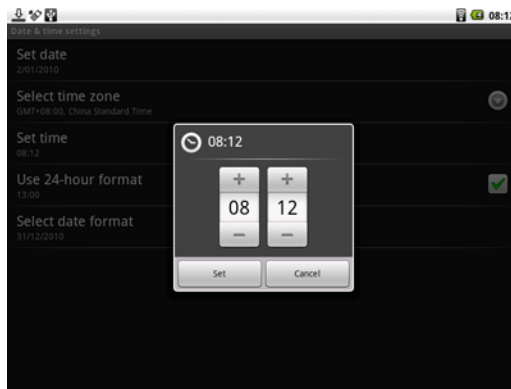 08:12
Date & time settings
Set date
2/01/2010
Select time zone
GMT+08:00, China Standard Time
Set time
08:12
Use 24-hour format
13:00
Select date format
31/12/2010
08:12
+ +
08 12
- -
Set Cancel